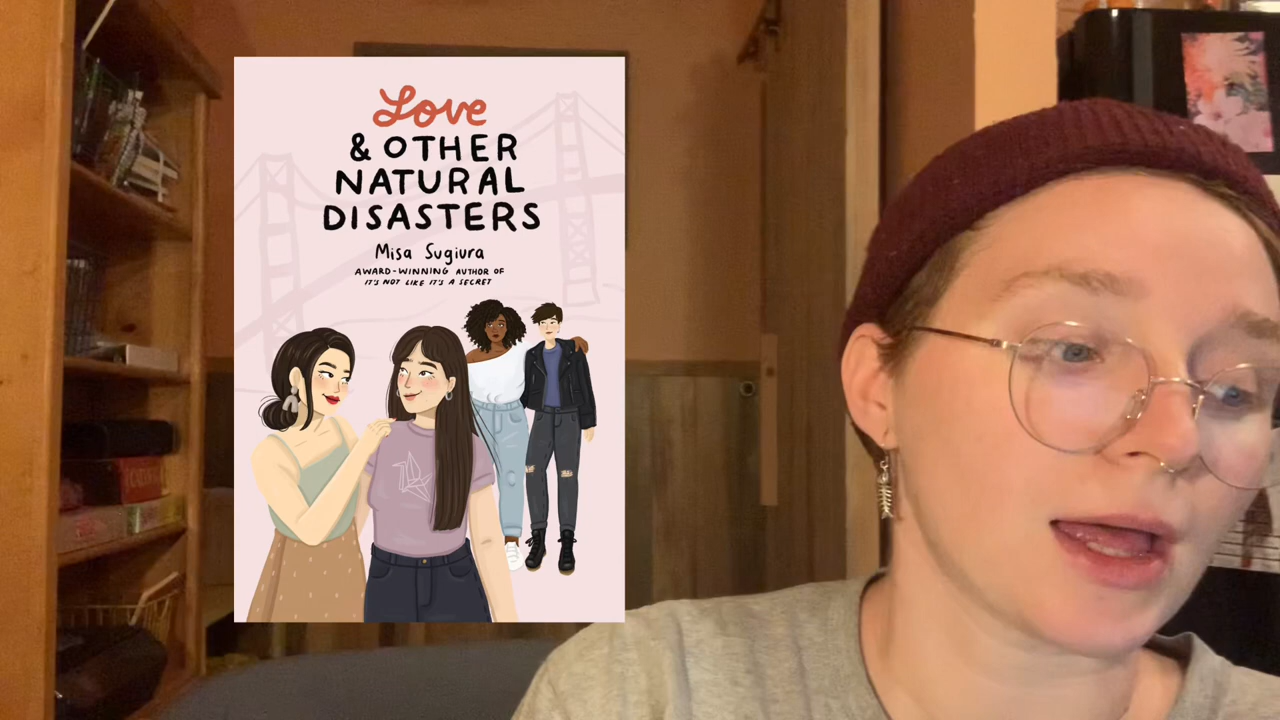 Love
& OTHER
NATURAL
DISASTERS
Misa Sugiura
AWARD-WINNING AUTHOR OF
IT'S NOT LIKE IT'S A SECRET